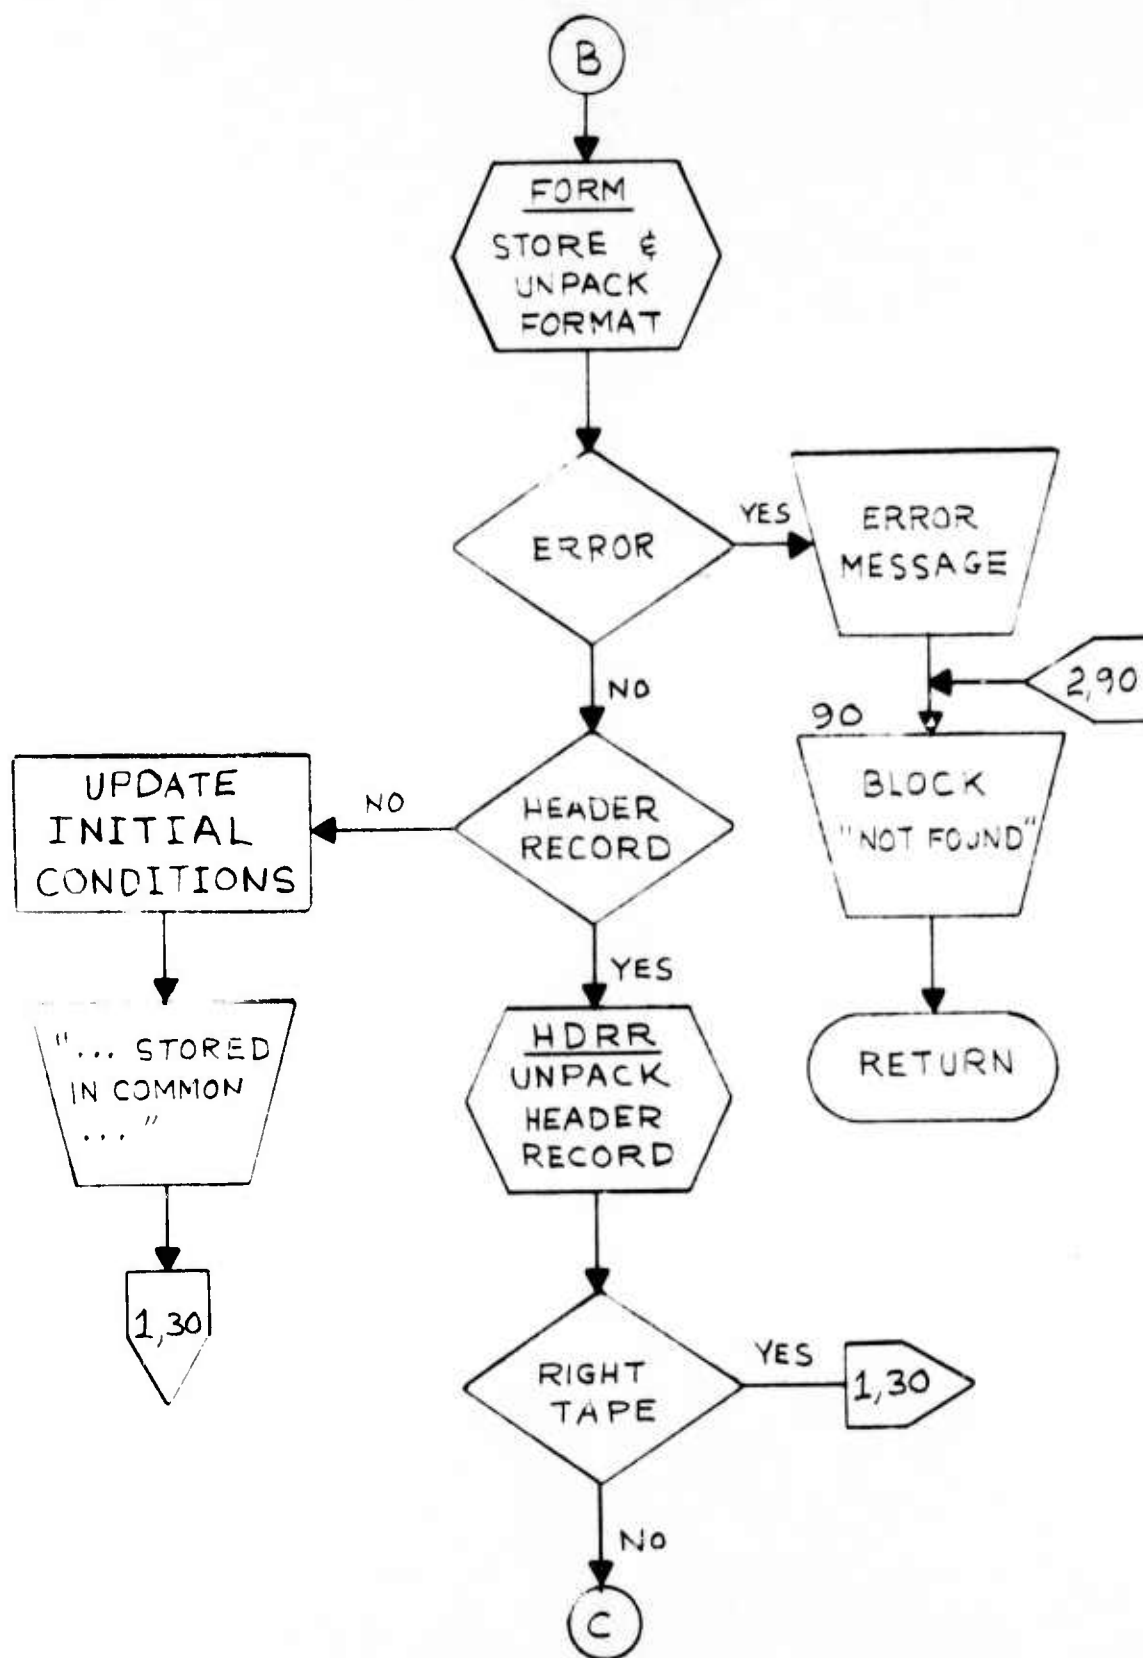 B
FORM
STORE &
UNPACK
FORMAT
ERROR
YES
ERROR
MESSAGE
NO
2,90
90
BLOCK
"NOT FOUND"
RETURN
HEADER
RECORD
NO
UPDATE
INITIAL
CONDITIONS
"... STORED
IN COMMON
..."
1,30
YES
HDRR
UNPACK
HEADER
RECORD
RIGHT
TAPE
YES
1,30
NO
C